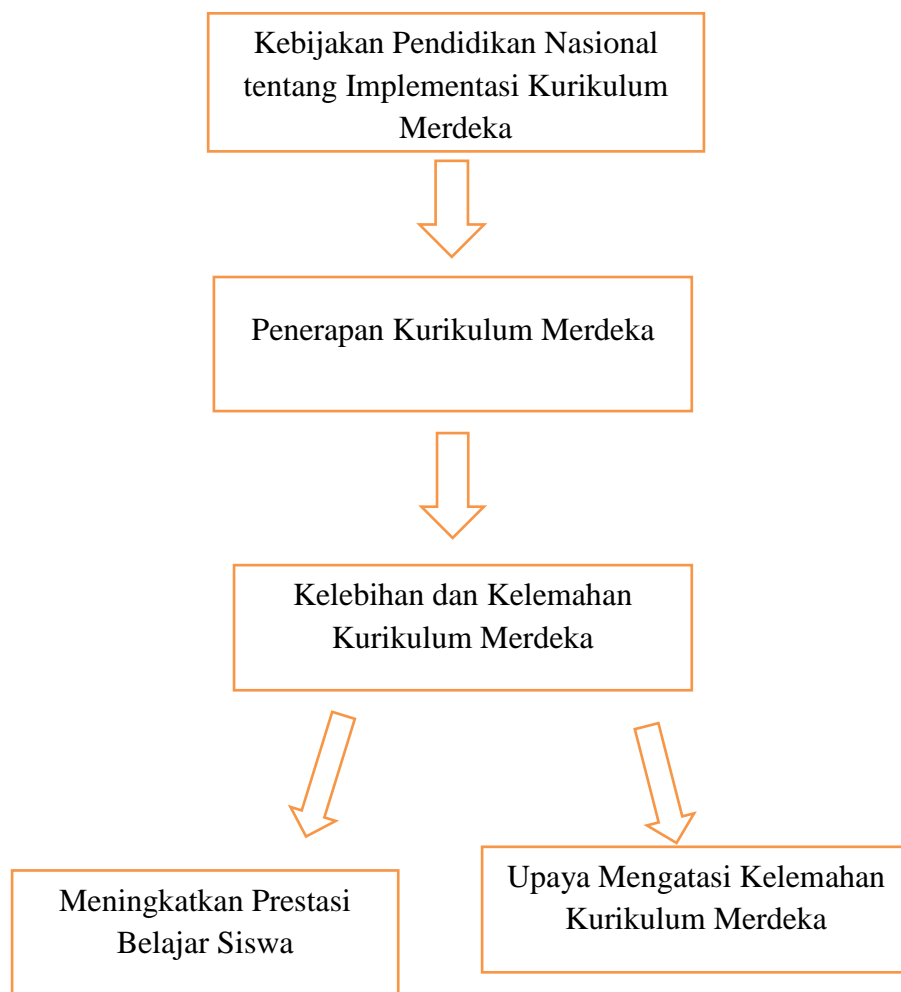 Kebijakan Pendidikan Nasional
tentang Implementasi Kurikulum
Merdeka
Penerapan Kurikulum Merdeka
Kelebihan dan Kelemahan
Kurikulum Merdeka
Meningkatkan Prestasi
Belajar Siswa
Upaya Mengatasi Kelemahan
Kurikulum Merdeka